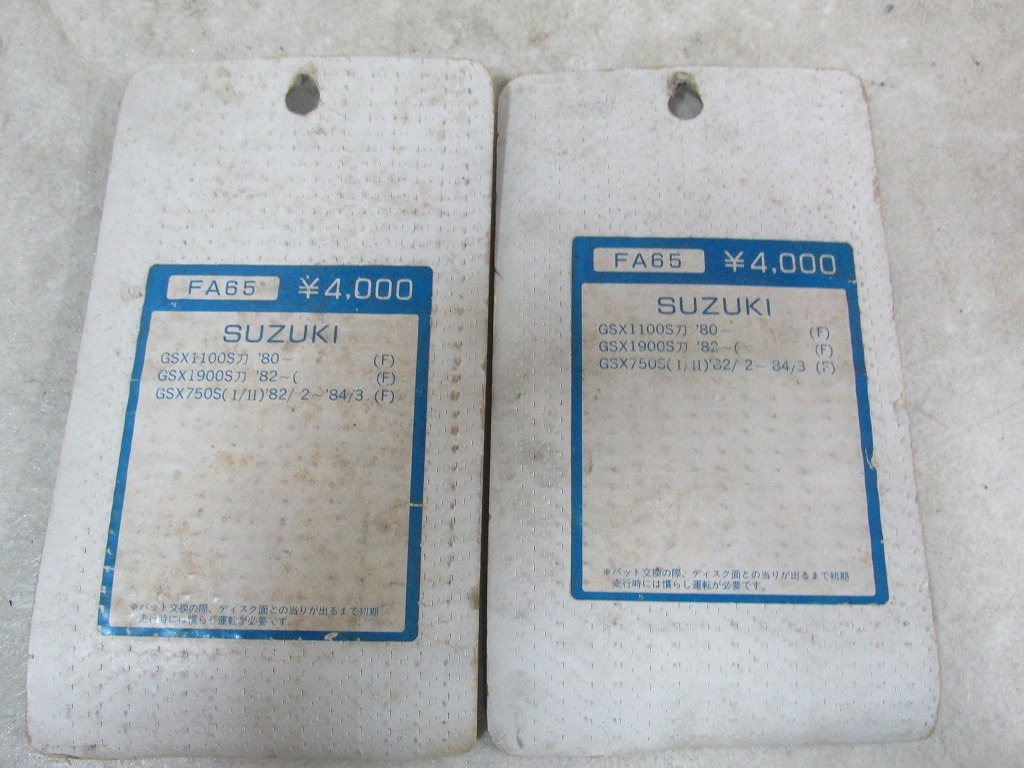 FA65 ¥4,000
SUZUKI
GSX1100S刀 '80~ (F)
GSX1900S刀 '82~( (F)
GSX750S(I/II)'82/ 2~'84/3 (F)
※パット交換の際、ディスク面との当りが出るまで初期
走行時には慣らし運転が必要です。
FA65 ¥4,000
SUZUKI
GSX1100S刀 '80~ (F)
GSX1900S刀 '82~( (F)
GSX750S(I/II)'82/ 2~ 84/3 (F)
※パット交換の際、ディスク面との当りが出るまで初期
走行時には慣らし運転が必要です。